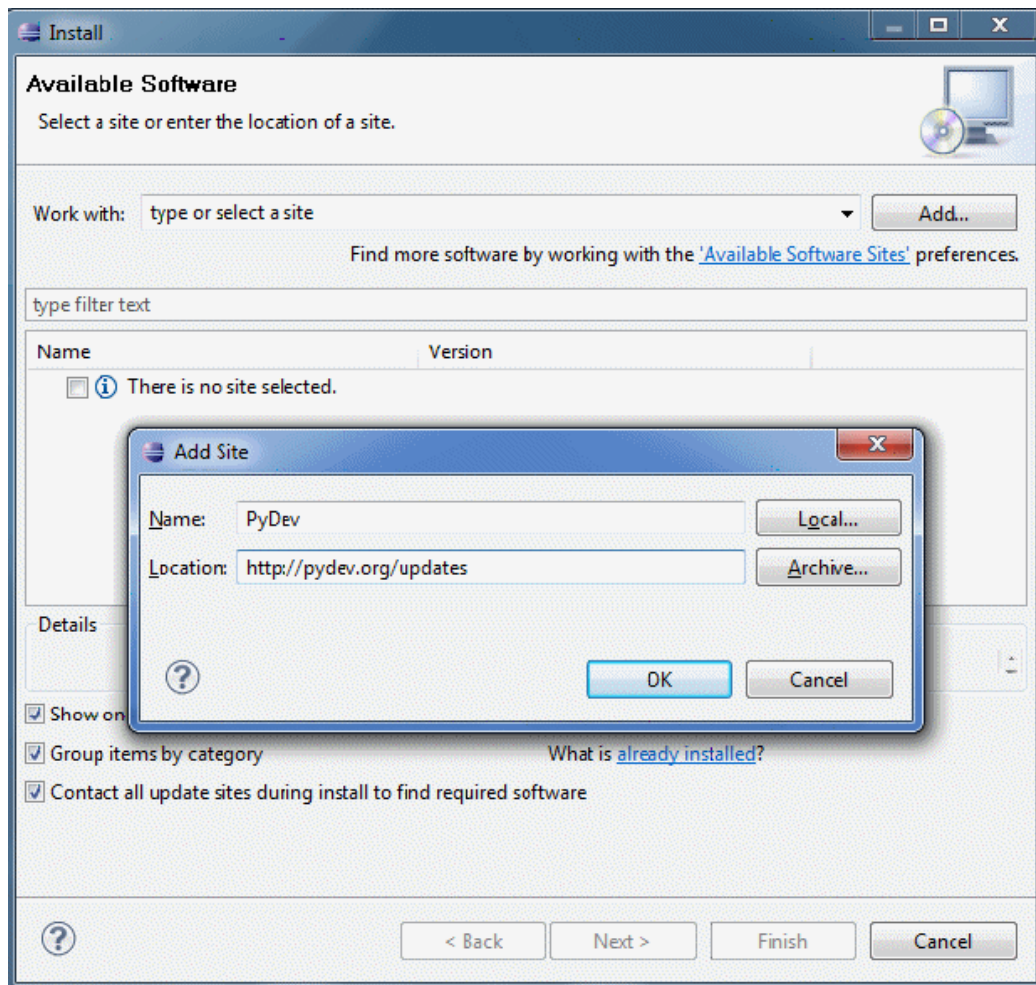 Install
Available Software
Select a site or enter the location of a site.
Work with: type or select a site Add...
Find more software by working with the 'Available Software Sites' preferences.
type filter text
Name Version
There is no site selected.
Add Site
Name: PyDev Local...
Location: http://pydev.org/updates Archive...
Details
OK Cancel
Show on
Group items by category What is already installed?
Contact all update sites during install to find required software
< Back Next > Finish Cancel